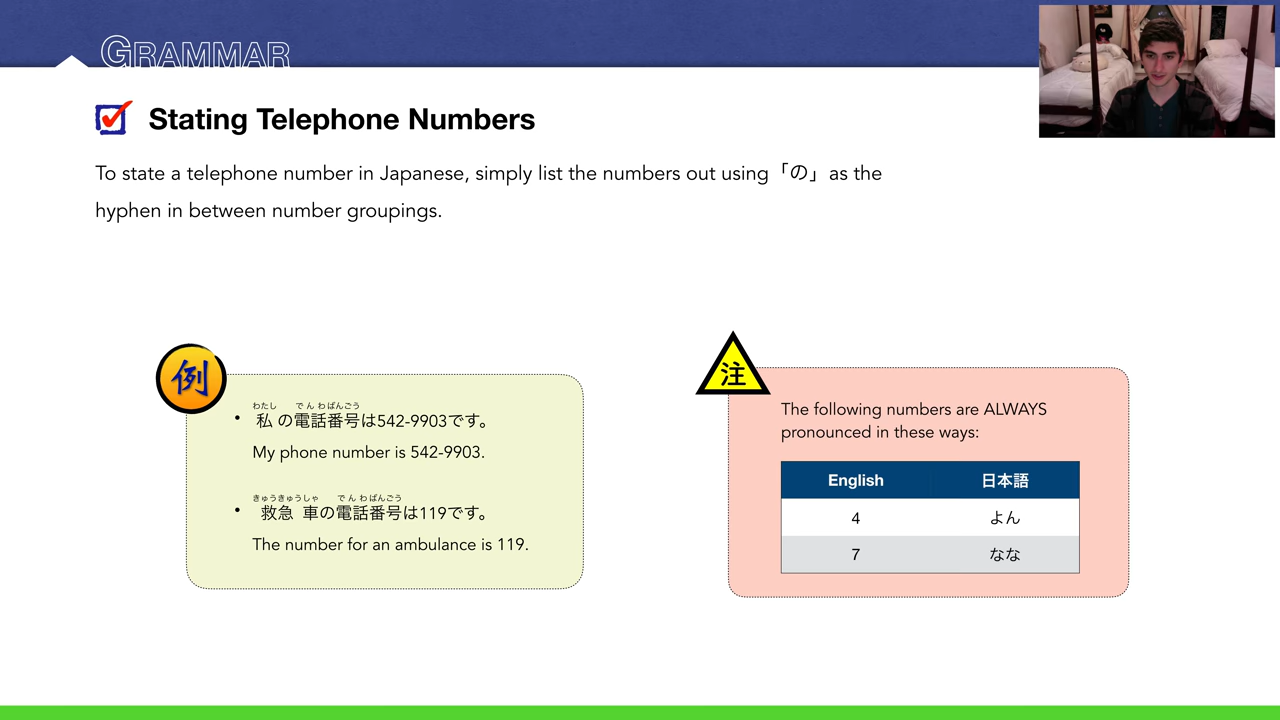 GRAMMAR
Stating Telephone Numbers
To state a telephone number in Japanese, simply list the numbers out using「の」as the
hyphen in between number groupings.
例
わたし でんわばんごう
• 私の電話番号は542-9903です。
My phone number is 542-9903.
きゅうきゅうしゃ でんわばんごう
• 救急車の電話番号は119です。
The number for an ambulance is 119.
注
The following numbers are ALWAYS
pronounced in these ways:
English 日本語
4 よん
7 なな